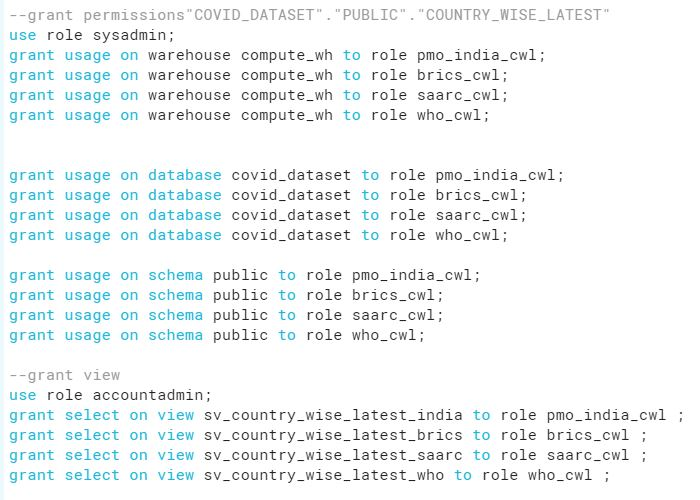 --grant permissions"COVID_DATASET"."PUBLIC"."COUNTRY_WISE_LATEST"
use role sysadmin;
grant usage on warehouse compute_wh to role pmo_india_cwl;
grant usage on warehouse compute_wh to role brics_cwl;
grant usage on warehouse compute_wh to role saarc_cwl;
grant usage on warehouse compute_wh to role who_cwl;
grant usage on database covid_dataset to role pmo_india_cwl;
grant usage on database covid_dataset to role brics_cwl;
grant usage on database covid_dataset to role saarc_cwl;
grant usage on database covid_dataset to role who_cwl;
grant usage on schema public to role pmo_india_cwl;
grant usage on schema public to role brics_cwl;
grant usage on schema public to role saarc_cwl;
grant usage on schema public to role who_cwl;
--grant view
use role accountadmin;
grant select on view sv_country_wise_latest_india to role pmo_india_cwl ;
grant select on view sv_country_wise_latest_brics to role brics_cwl ;
grant select on view sv_country_wise_latest_saarc to role saarc_cwl ;
grant select on view sv_country_wise_latest_who to role who_cwl ;